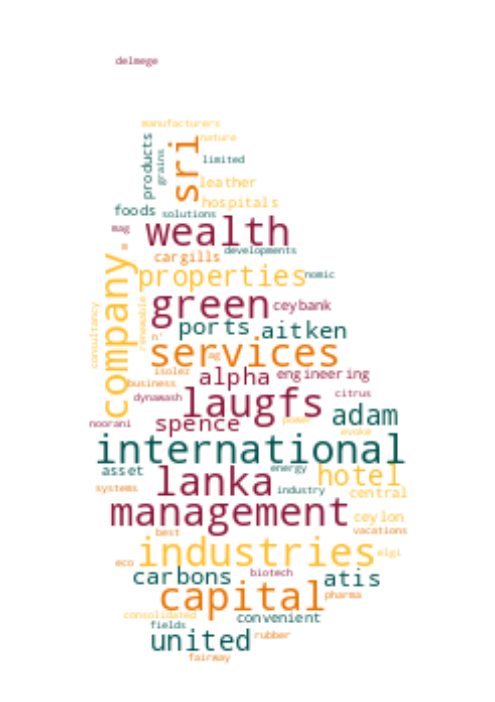 delmege
manufacturers
nature
products
grains
sri
limited
leather
hospitals
foods
solutions
mag
wealth
developments
m
cargills
company
properties
nomic
consultancy
renewable
green
ceybank
n'
ports
aitken
services
ag
isolez
alpha
engineering
business
dynawash
laugfs
citrus
noorani
spence
power
adam
evoke
international
asset
energy
hotel
systems
lanka
industry
central
management
ceylon
best
vacations
industries
elgi
eco
carbons
biotech
atis
capital
pharma
consolidated
convenient
fields
united
rubber
fairway